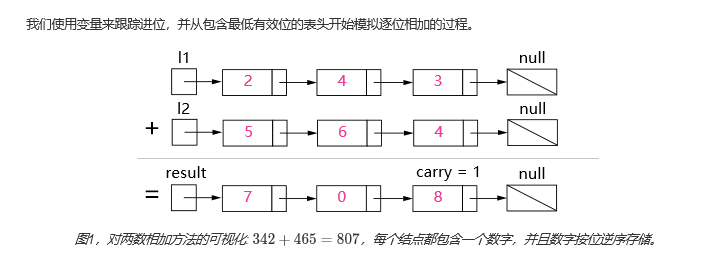 我们使用变量来跟踪进位，并从包含最低有效位的表头开始模拟逐位相加的过程。
l1 null
2 4 3
l2 null
+ 5 6 4
result carry = 1 null
= 7 0 8
图1，对两数相加方法的可视化: 342 + 465 = 807，每个结点都包含一个数字，并且数字按位逆序存储。